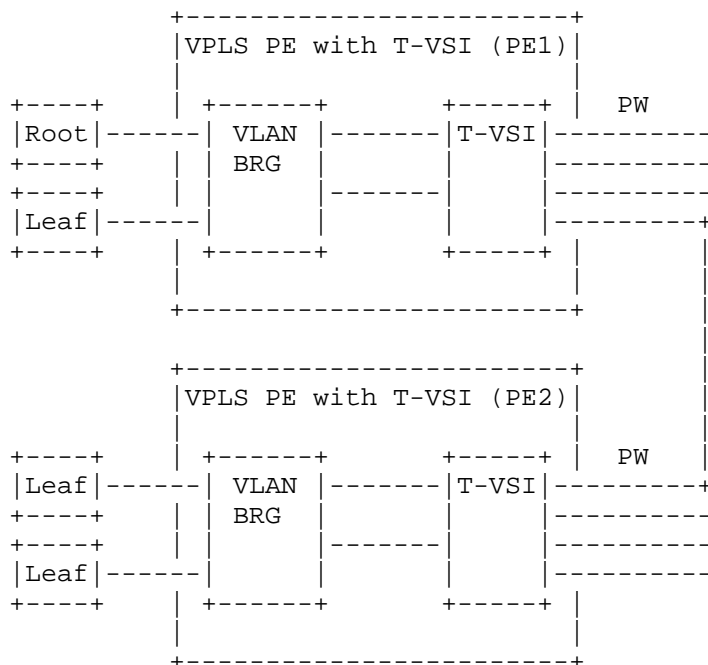 VPLS PE with T-VSI (PE1)
PW
Root VLAN T-VSI
BRG
Leaf
VPLS PE with T-VSI (PE2)
PW
Leaf VLAN T-VSI
BRG
Leaf